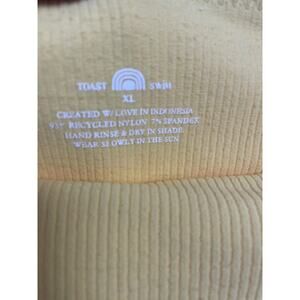 TOAST SWIM
XL
CREATED W/ LOVE IN INDONESIA
93% RECYCLED NYLON 7% SPANDEX
HAND RINSE & DRY IN SHADE
WEAR SLOWLY IN THE SUN